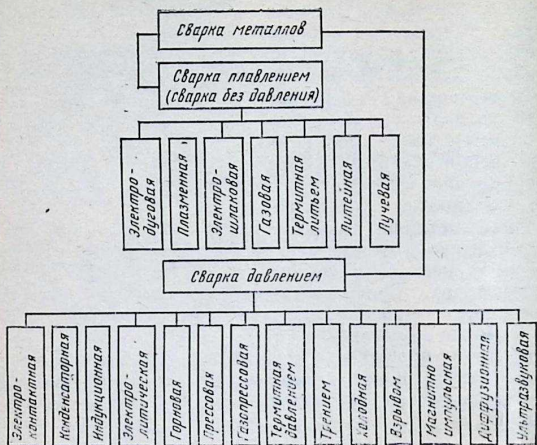 Сварка металлов
Сварка плавлением
(сварка без давления)
Электро-
дуговая
Плазменная
Электро-
шлаковая
Газовая
Термитная
литьем
Литейная
Лучевая
Сварка давлением
Электро-
контактная
Конденсаторная
Индукционная
Электро-
литическая
Горновая
Прессовая
Газопрессовая
Термитная
давлением
Трением
Холодная
Взрывом
Магнитно-
импульсная
Диффузионная
Ультразвуковая